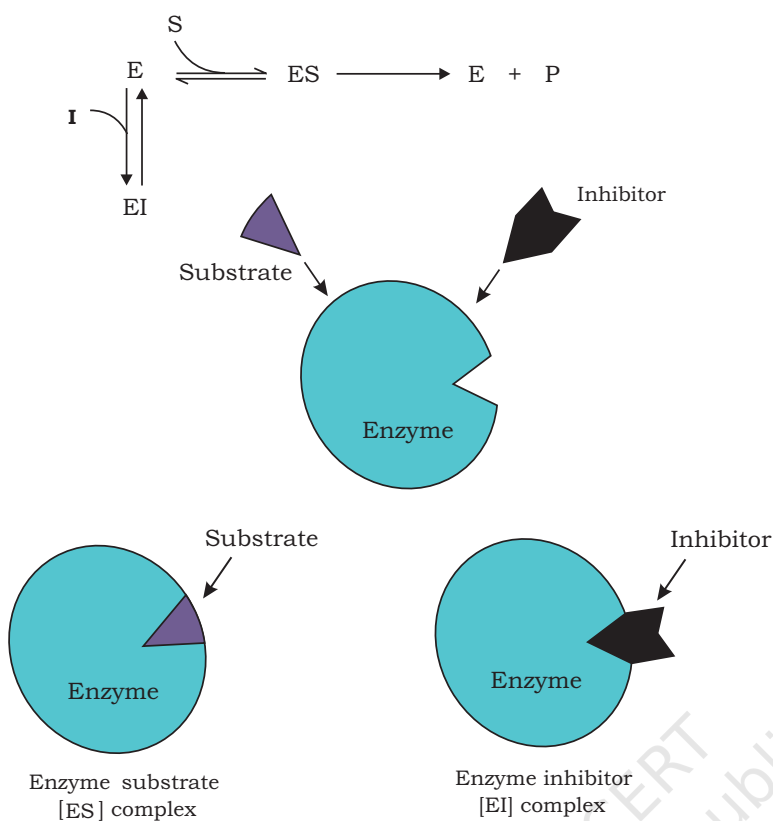 S
E ES E + P
I
EI
Inhibitor
Substrate
Enzyme
Substrate
Inhibitor
Enzyme
Enzyme
Enzyme substrate
[ES] complex
Enzyme inhibitor
[EI] complex